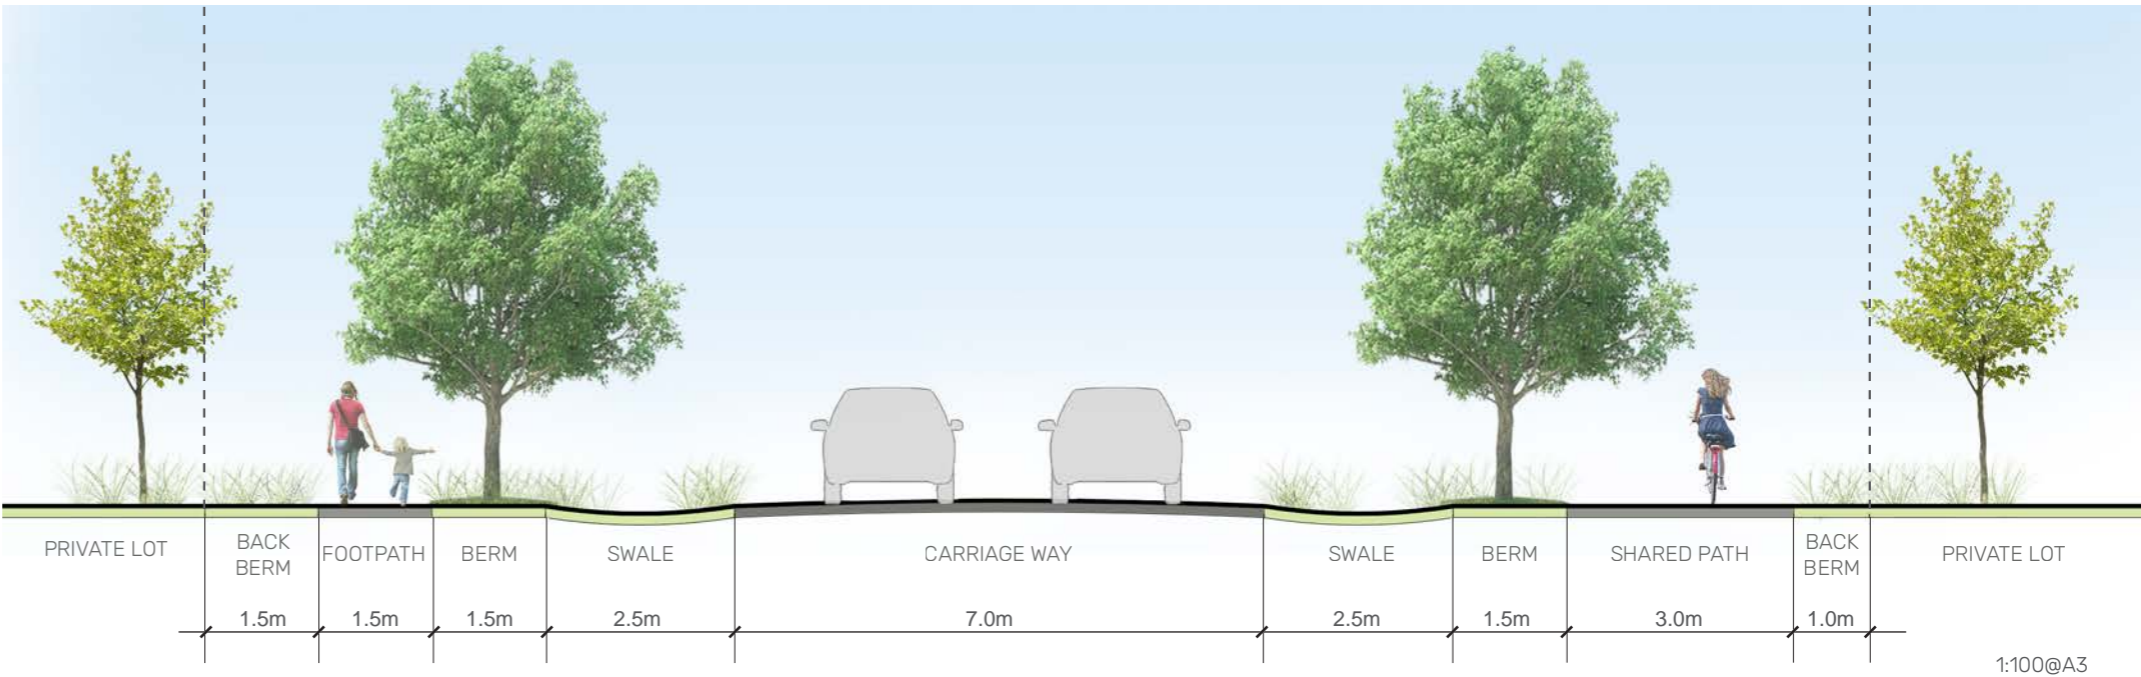 PRIVATE LOT
BACK
BERM
FOOTPATH
BERM
SWALE
CARRIAGE WAY
SWALE
BERM
SHARED PATH
BACK
BERM
PRIVATE LOT
1.5m
1.5m
1.5m
2.5m
7.0m
2.5m
1.5m
3.0m
1.0m
1:100@A3